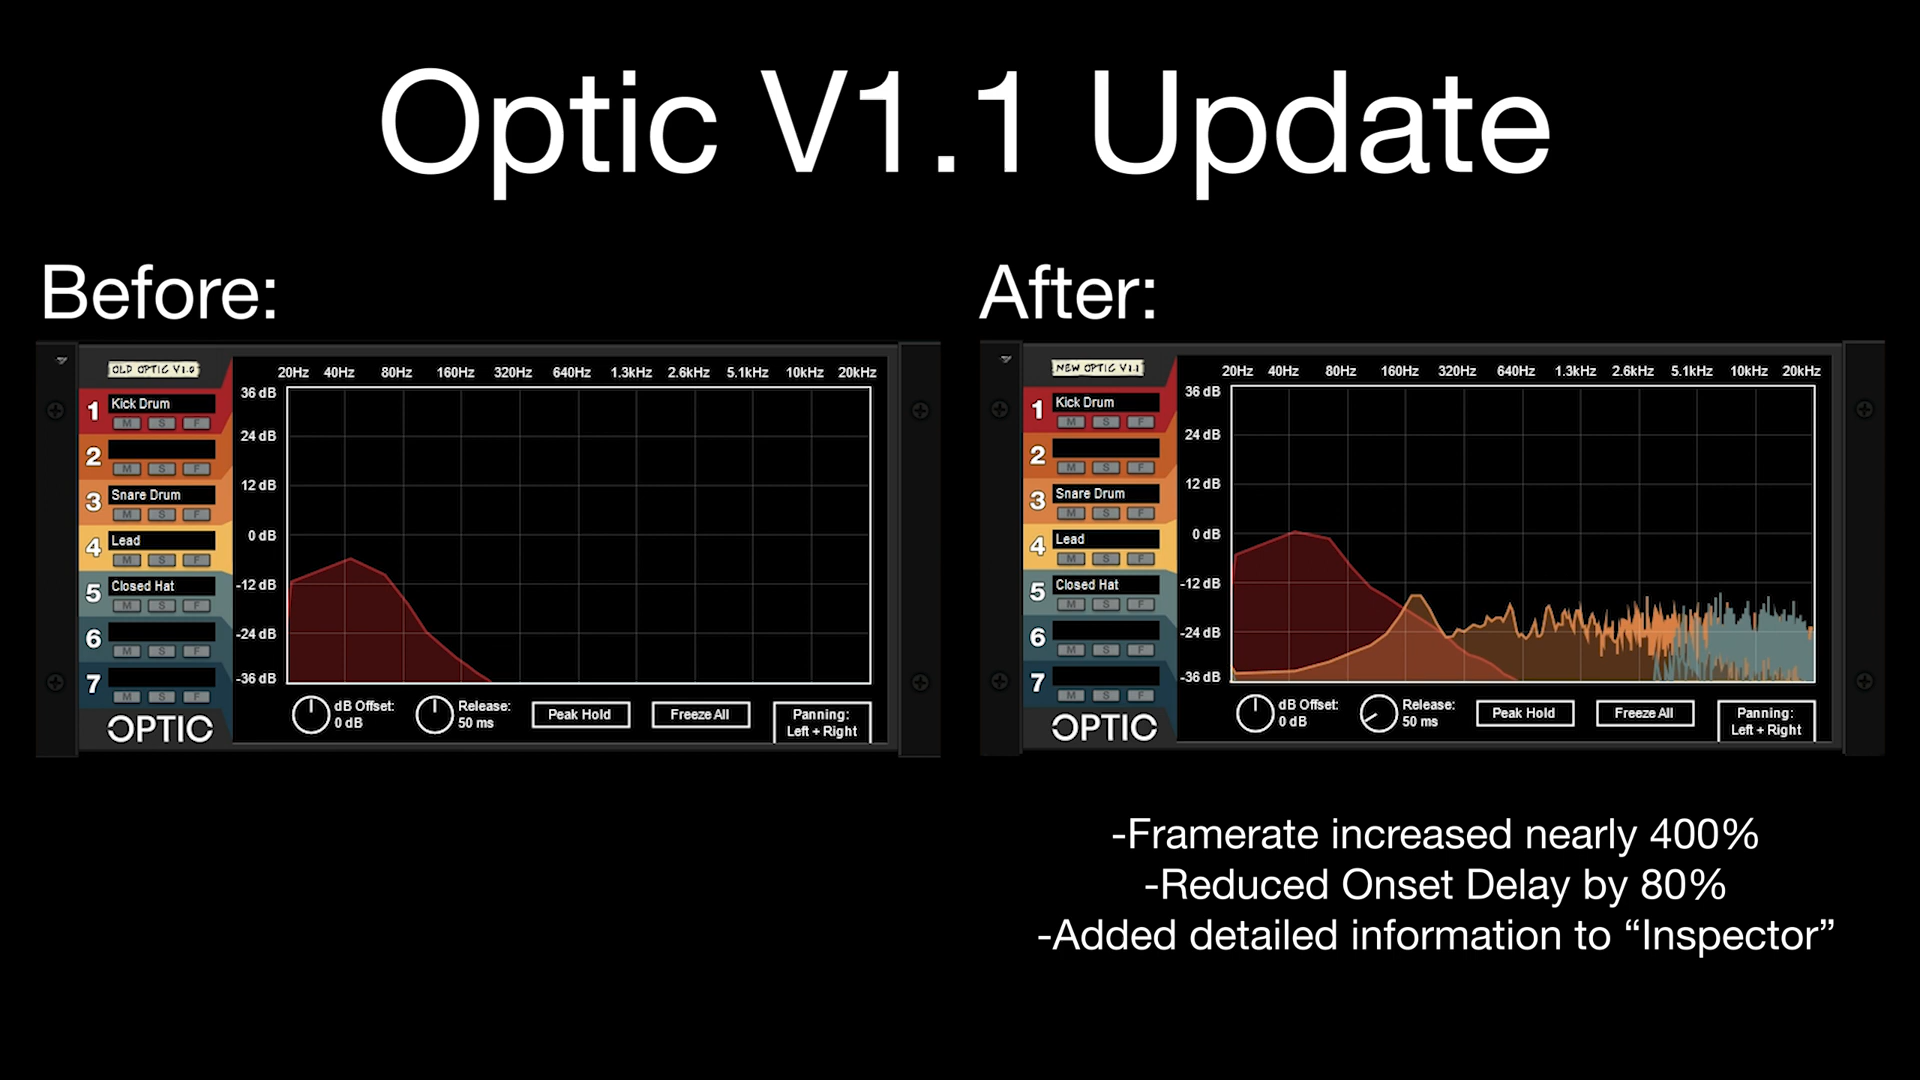 Optic V1.1 Update
Before:
After:
OLD OPTIC V1.0
20Hz 40Hz 80Hz 160Hz 320Hz 640Hz 1.3kHz 2.6kHz 5.1kHz 10kHz 20kHz
36 dB
24 dB
12 dB
0 dB
-12 dB
-24 dB
-36 dB
1 Kick Drum
M S F
2
M S F
3 Snare Drum
M S F
4 Lead
M S F
5 Closed Hat
M S F
6
M S F
7
M S F
OPTIC
dB Offset:
0 dB
Release:
50 ms
Peak Hold
Freeze All
Panning:
Left + Right
NEW OPTIC V1.1
20Hz 40Hz 80Hz 160Hz 320Hz 640Hz 1.3kHz 2.6kHz 5.1kHz 10kHz 20kHz
36 dB
24 dB
12 dB
0 dB
-12 dB
-24 dB
-36 dB
1 Kick Drum
M S F
2
M S F
3 Snare Drum
M S F
4 Lead
M S F
5 Closed Hat
M S F
6
M S F
7
M S F
OPTIC
dB Offset:
0 dB
Release:
50 ms
Peak Hold
Freeze All
Panning:
Left + Right
-Framerate increased nearly 400%
-Reduced Onset Delay by 80%
-Added detailed information to “Inspector”